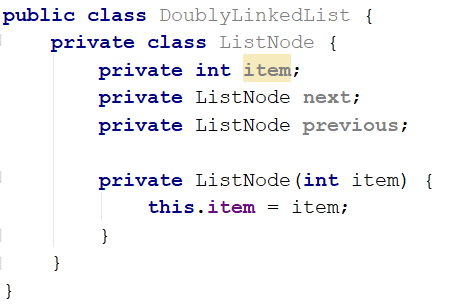 public class DoublyLinkedList {
    private class ListNode {
        private int item;
        private ListNode next;
        private ListNode previous;

        private ListNode(int item) {
            this.item = item;
        }
    }
}